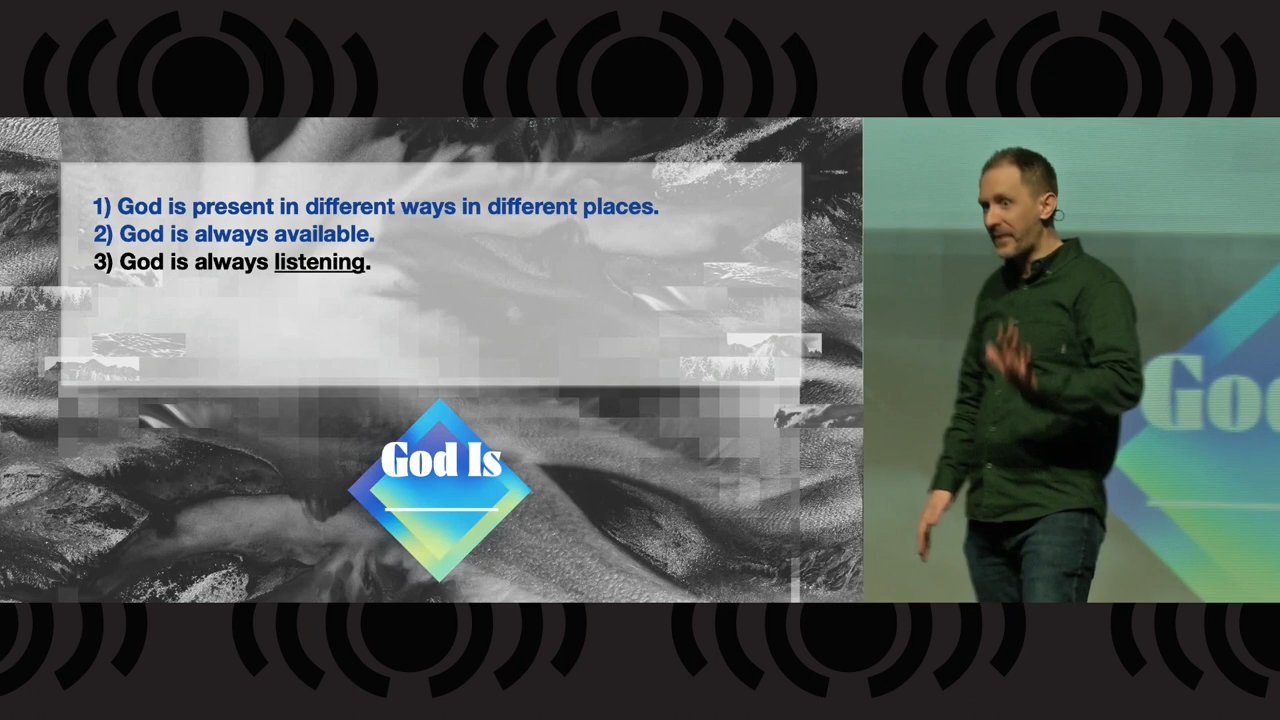 1) God is present in different ways in different places.
2) God is always available.
3) God is always listening.
God Is
God